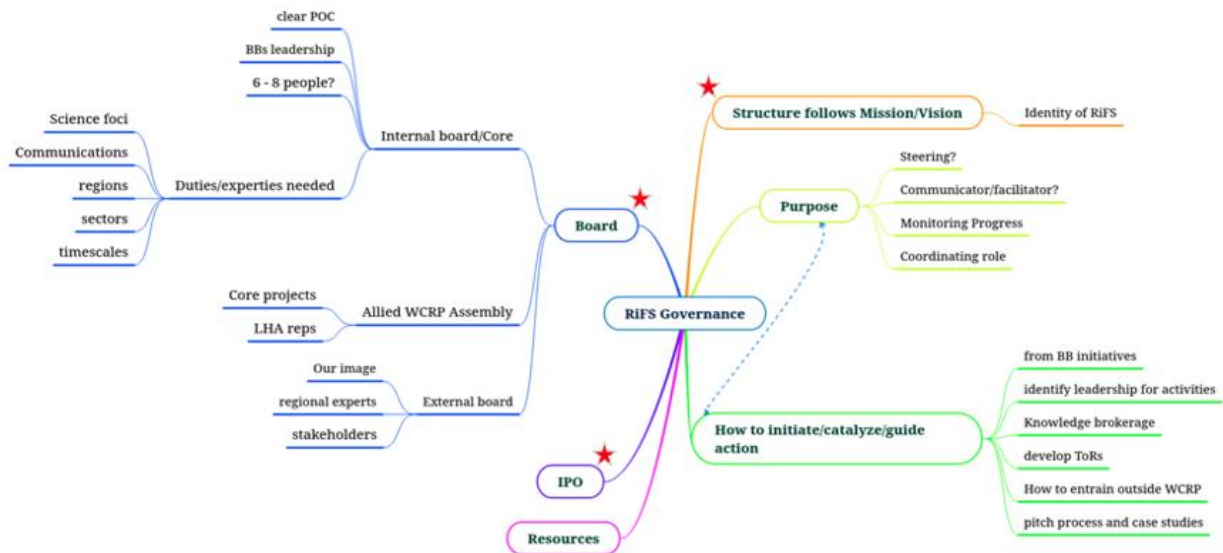 clear POC
BBs leadership
6 - 8 people?
Science foci
Communications
regions
sectors
timescales
Duties/experties needed
Internal board/Core
Board
Core projects
LHA reps
Allied WCRP Assembly
Our image
regional experts
stakeholders
External board
IPO
Resources
RiFS Governance
Structure follows Mission/Vision
Identity of RiFS
Purpose
Steering?
Communicator/facilitator?
Monitoring Progress
Coordinating role
How to initiate/catalyze/guide
action
from BB initiatives
identify leadership for activities
Knowledge brokerage
develop ToRs
How to entrain outside WCRP
pitch process and case studies